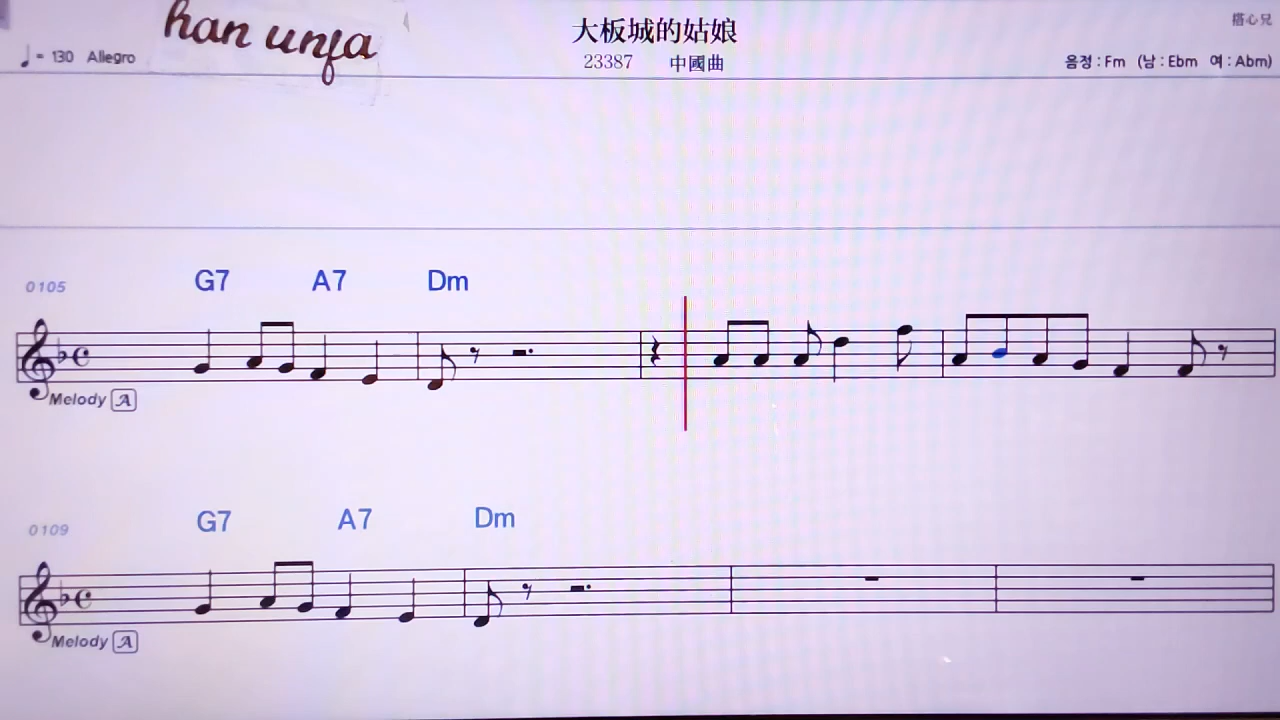 han unfa
大板城的姑娘
搭心兒
♩= 130 Allegro
23387 中國曲
음정 : Fm (남 : Ebm 여 : Abm)
0105 G7 A7 Dm
Melody A
0109 G7 A7 Dm
Melody A